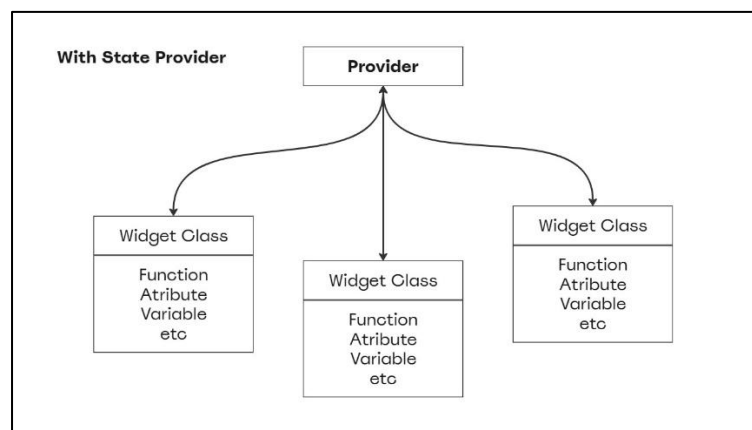 With State Provider
Provider
Widget Class
Function
Atribute
Variable
etc
Widget Class
Function
Atribute
Variable
etc
Widget Class
Function
Atribute
Variable
etc